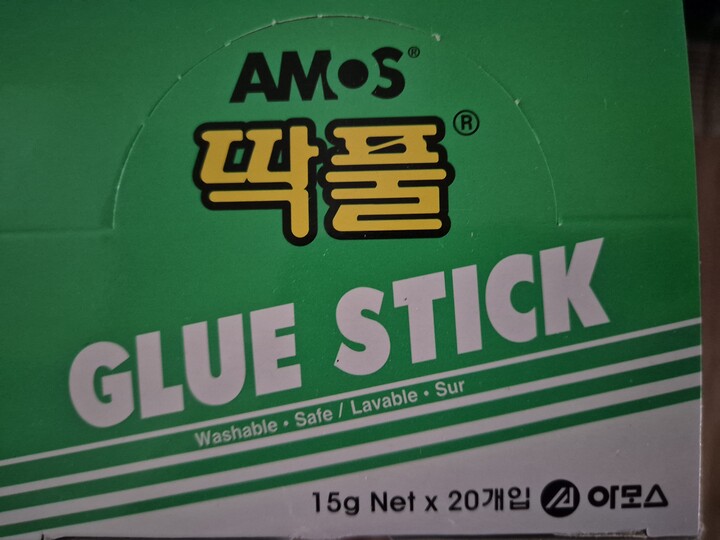 AMOS®
딱풀®
GLUE STICK
Washable • Safe / Lavable • Sur
15g Net x 20개입 아모스